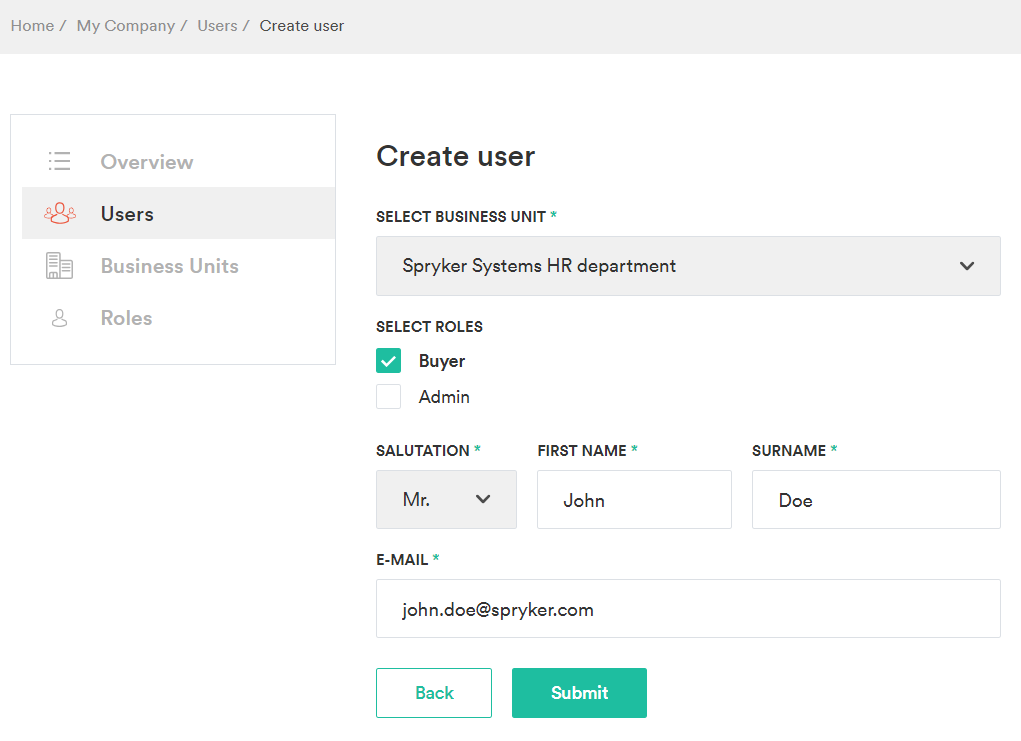 Home / My Company / Users / Create user
Overview
Users
Business Units
Roles
Create user
SELECT BUSINESS UNIT *
Spryker Systems HR department
SELECT ROLES
Buyer
Admin
SALUTATION * FIRST NAME * SURNAME *
Mr. John Doe
E-MAIL *
john.doe@spryker.com
Back Submit